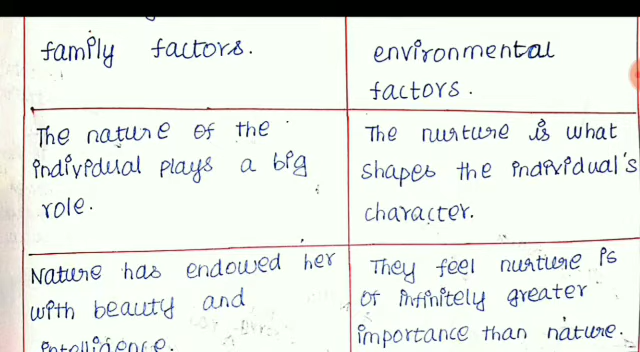 family factors.
environmental
factors.
The nature of the
individual plays a big
role.
The nurture is what
shapes the individual's
character.
Nature has endowed her
with beauty and
intelligence.
They feel nurture is
of infinitely greater
importance than nature.